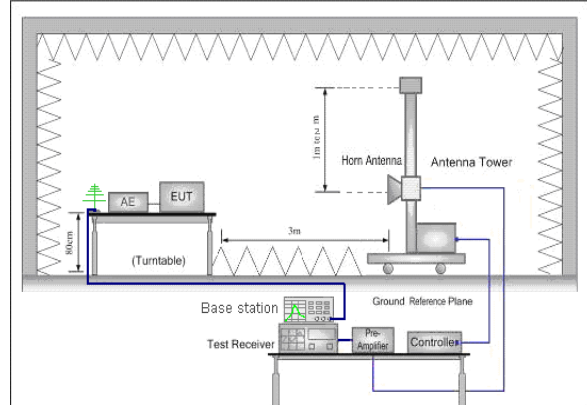 1m to 2 m
Horn Antenna
Antenna Tower
AE
EUT
80cm
(Turntable)
3m
Ground Reference Plane
Base station
Test Receiver
Pre-
Amplifier
Controller